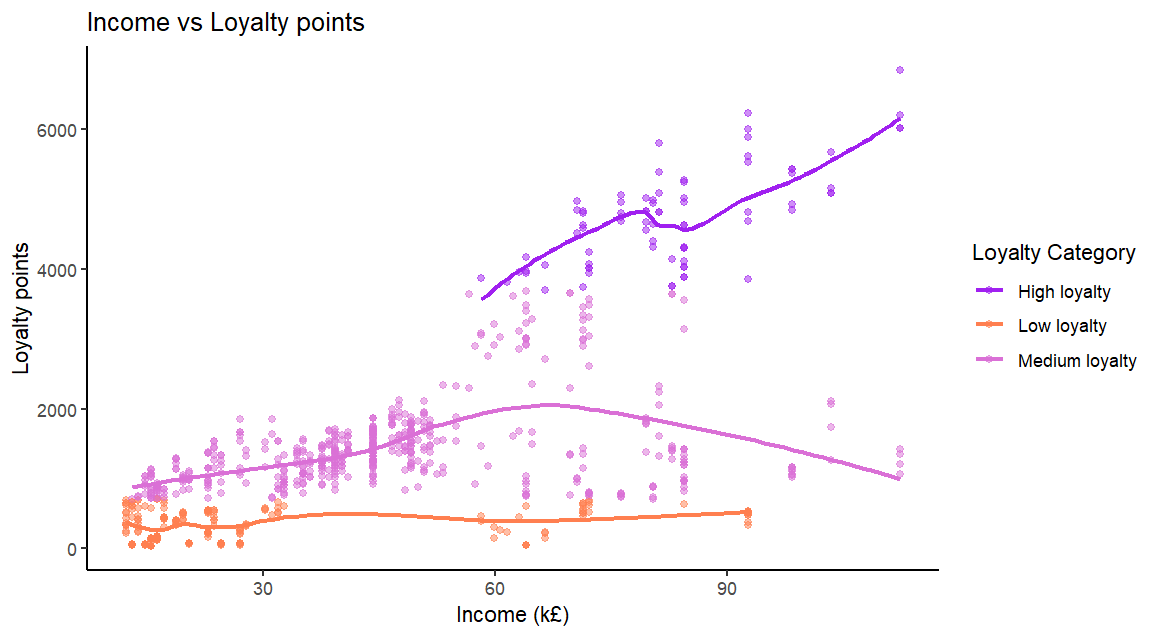 Income vs Loyalty points
Loyalty points
6000
4000
2000
0
30
60
90
Income (k£)
Loyalty Category
High loyalty
Low loyalty
Medium loyalty